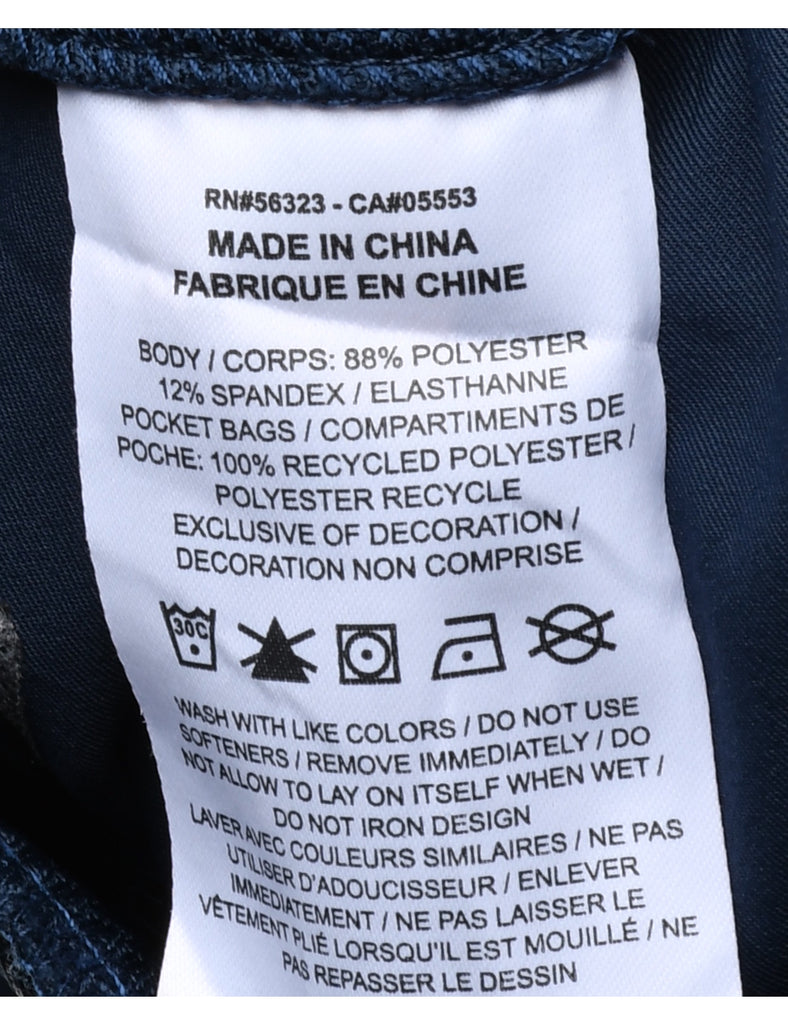 RN#56323 - CA#05553
MADE IN CHINA
FABRIQUE EN CHINE
BODY / CORPS: 88% POLYESTER
12% SPANDEX / ELASTHANNE
POCKET BAGS / COMPARTIMENTS DE
POCHE: 100% RECYCLED POLYESTER /
POLYESTER RECYCLE
EXCLUSIVE OF DECORATION /
DECORATION NON COMPRISE
30C
WASH WITH LIKE COLORS / DO NOT USE
SOFTENERS / REMOVE IMMEDIATELY / DO
NOT ALLOW TO LAY ON ITSELF WHEN WET /
DO NOT IRON DESIGN
LAVER AVEC COULEURS SIMILAIRES / NE PAS
UTILISER D'ADOUCISSEUR / ENLEVER
IMMEDIATEMENT / NE PAS LAISSER LE
VÊTEMENT PLIÉ LORSQU'IL EST MOUILLÉ / NE
PAS REPASSER LE DESSIN